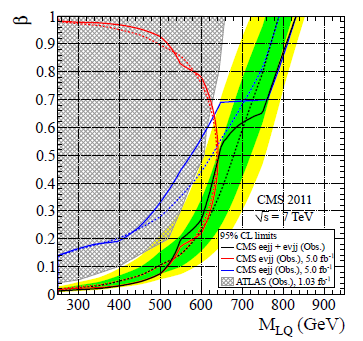 β
1
0.9
0.8
0.7
0.6
0.5
0.4
0.3
0.2
0.1
0
CMS 2011
√s = 7 TeV
95% CL limits
CMS eejj + eνjj (Obs.)
CMS eνjj (Obs.), 5.0 fb⁻¹
CMS eejj (Obs.), 5.0 fb⁻¹
ATLAS (Obs.), 1.03 fb⁻¹
300 400 500 600 700 800 900
M_LQ (GeV)